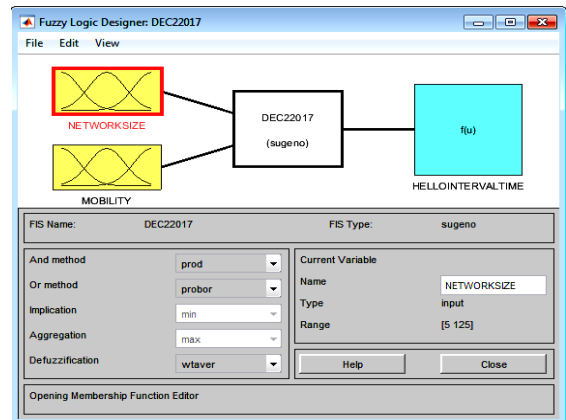 Fuzzy Logic Designer: DEC22017
File Edit View
NETWORKSIZE
MOBILITY
DEC22017
(sugeno)
f(u)
HELLOINTERVALTIME
FIS Name: DEC22017 FIS Type: sugeno
And method prod
Or method probor
Implication min
Aggregation max
Defuzzification wtaver
Current Variable
Name NETWORKSIZE
Type input
Range [5 125]
Help Close
Opening Membership Function Editor